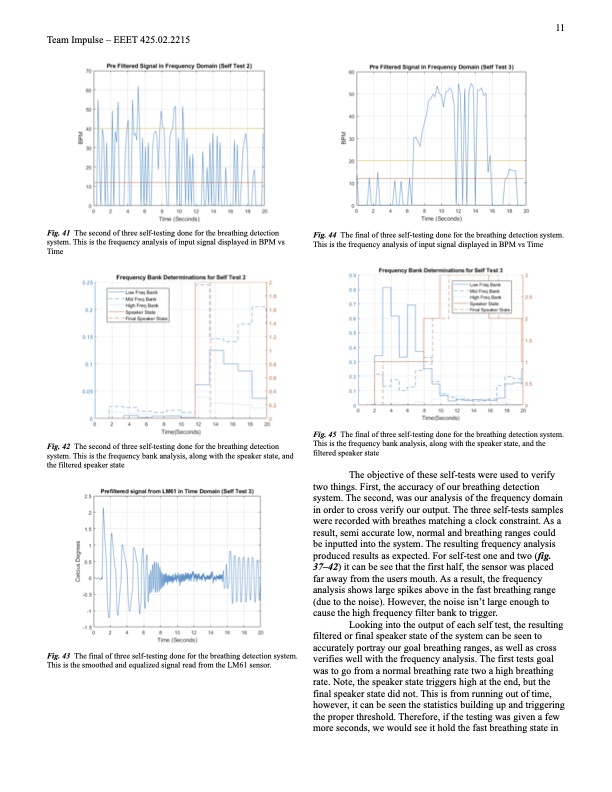 11
Team Impulse – EEET 425.02.2215
Pre Filtered Signal in Frequency Domain (Self Test 2)
70
60
50
40
30
20
10
0
BPM
0 2 4 6 8 10 12 14 16 18 20
Time (Seconds)
Fig. 41 The second of three self-testing done for the breathing detection
system. This is the frequency analysis of input signal displayed in BPM vs
Time
Frequency Bank Determinations for Self Test 2
0.25
0.2
0.15
0.1
0.05
0
Low Freq Bank
Mid Freq Bank
High Freq Bank
Speaker State
Final Speaker State
2
1.8
1.6
1.4
1.2
1
0.8
0.6
0.4
0.2
0
0 2 4 6 8 10 12 14 16 18 20
Time(Seconds)
Fig. 42 The second of three self-testing done for the breathing detection
system. This is the frequency bank analysis, along with the speaker state, and
the filtered speaker state
Prefiltered signal from LM61 in Time Domain (Self Test 3)
2.5
2
1.5
1
0.5
0
-0.5
-1
-1.5
Celcius Degrees
0 2 4 6 8 10 12 14 16 18 20
Time (Seconds)
Fig. 43 The final of three self-testing done for the breathing detection system.
This is the smoothed and equalized signal read from the LM61 sensor.
Pre Filtered Signal in Frequency Domain (Self Test 3)
60
50
40
30
20
10
0
BPM
0 2 4 6 8 10 12 14 16 18 20
Time (Seconds)
Fig. 44 The final of three self-testing done for the breathing detection system.
This is the frequency analysis of input signal displayed in BPM vs Time
Frequency Bank Determinations for Self Test 3
0.9
0.8
0.7
0.6
0.5
0.4
0.3
0.2
0.1
0
Low Freq Bank
Mid Freq Bank
High Freq Bank
Speaker State
Final Speaker State
3
2.5
2
1.5
1
0.5
0
0 2 4 6 8 10 12 14 16 18 20
Time(Seconds)
Fig. 45 The final of three self-testing done for the breathing detection system.
This is the frequency bank analysis, along with the speaker state, and the
filtered speaker state
The objective of these self-tests were used to verify
two things. First, the accuracy of our breathing detection
system. The second, was our analysis of the frequency domain
in order to cross verify our output. The three self-tests samples
were recorded with breathes matching a clock constraint. As a
result, semi accurate low, normal and breathing ranges could
be inputted into the system. The resulting frequency analysis
produced results as expected. For self-test one and two (fig.
37–42) it can be see that the first half, the sensor was placed
far away from the users mouth. As a result, the frequency
analysis shows large spikes above in the fast breathing range
(due to the noise). However, the noise isn't large enough to
cause the high frequency filter bank to trigger.
Looking into the output of each self test, the resulting
filtered or final speaker state of the system can be seen to
accurately portray our goal breathing ranges, as well as cross
verifies well with the frequency analysis. The first tests goal
was to go from a normal breathing rate two a high breathing
rate. Note, the speaker state triggers high at the end, but the
final speaker state did not. This is from running out of time,
however, it can be seen the statistics building up and triggering
the proper threshold. Therefore, if the testing was given a few
more seconds, we would see it hold the fast breathing state in